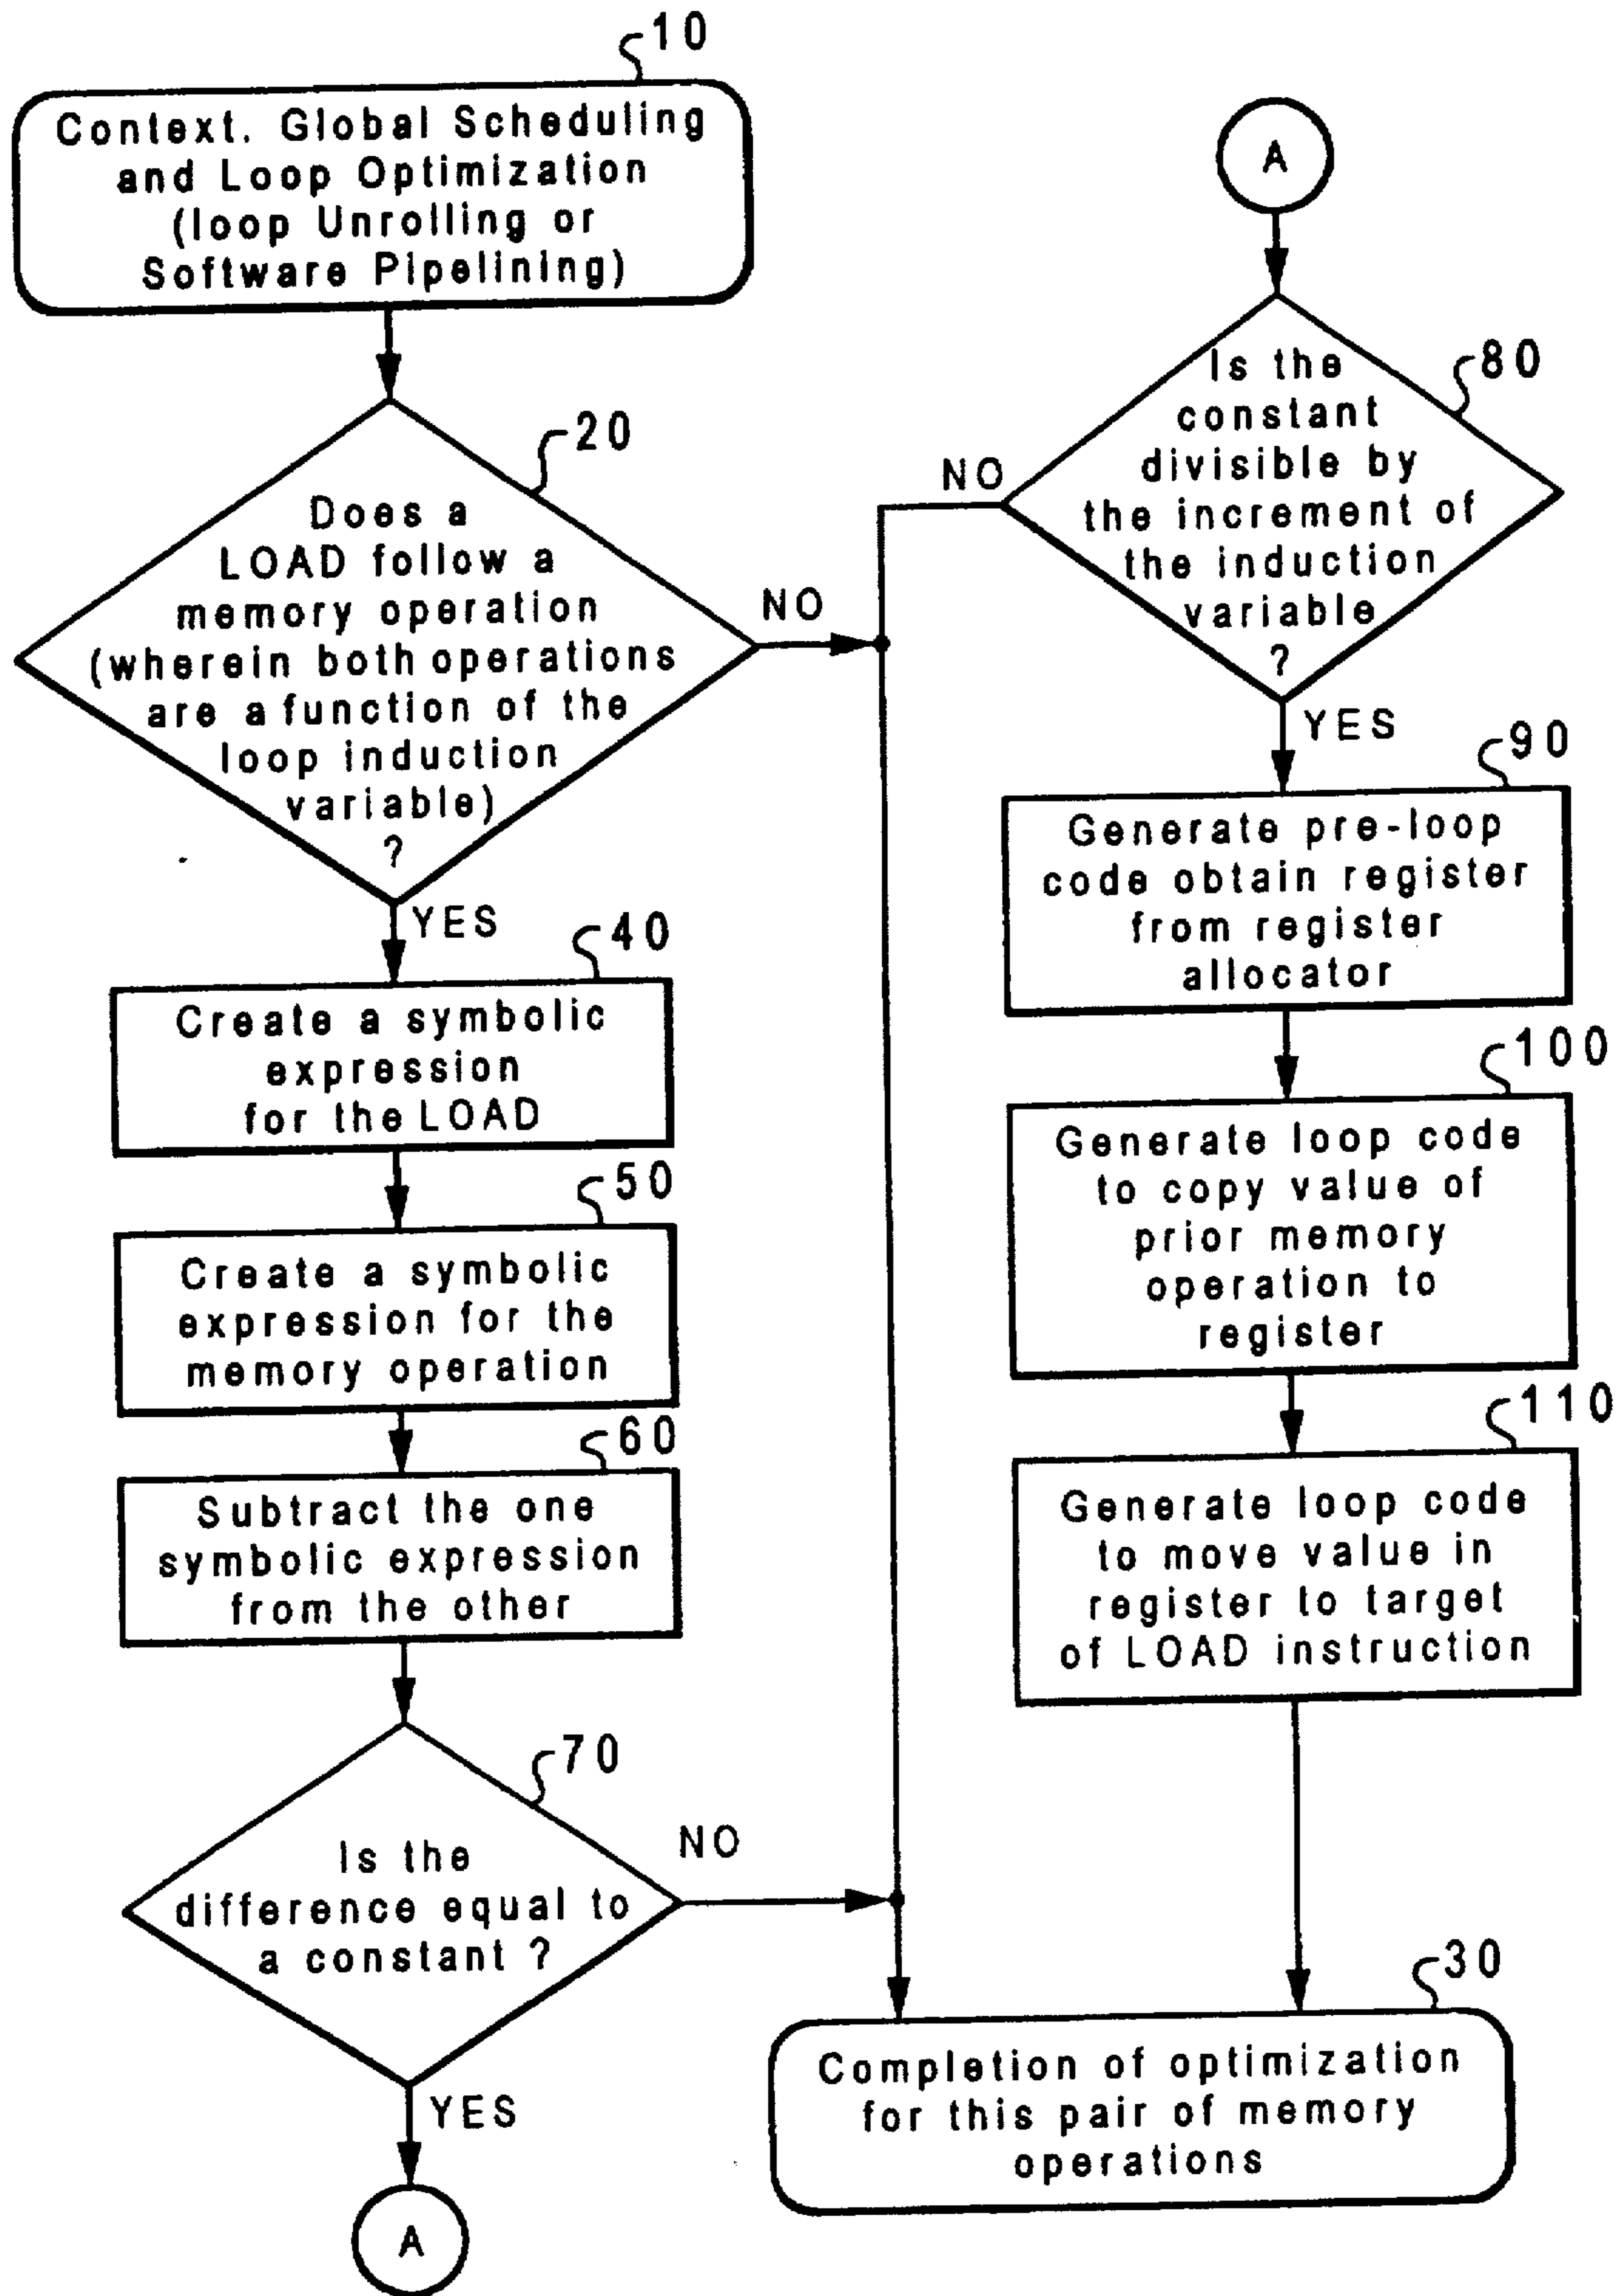 10
Context. Global Scheduling
and Loop Optimization
(loop Unrolling or
Software Pipelining)
20
Does a
LOAD follow a
memory operation
(wherein both operations
are a function of the
loop induction
variable)
?
NO
YES
40
Create a symbolic
expression
for the LOAD
50
Create a symbolic
expression for the
memory operation
60
Subtract the one
symbolic expression
from the other
70
Is the
difference equal to
a constant ?
NO
YES
A
A
80
Is the
constant
divisible by
the increment of
the induction
variable
?
NO
YES
90
Generate pre-loop
code obtain register
from register
allocator
100
Generate loop code
to copy value of
prior memory
operation to
register
110
Generate loop code
to move value in
register to target
of LOAD instruction
30
Completion of optimization
for this pair of memory
operations